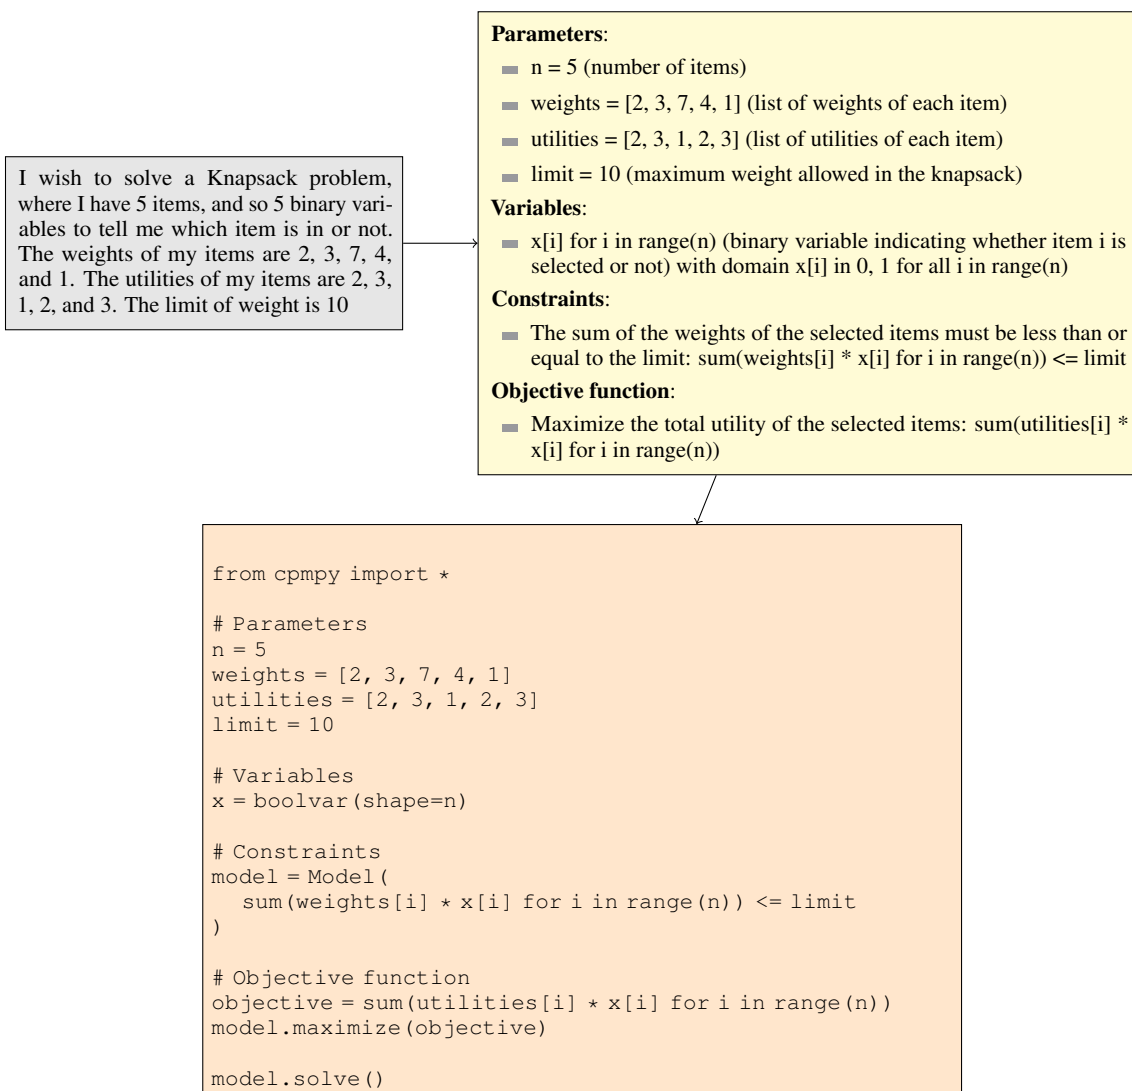 I wish to solve a Knapsack problem,
where I have 5 items, and so 5 binary vari-
ables to tell me which item is in or not.
The weights of my items are 2, 3, 7, 4,
and 1. The utilities of my items are 2, 3,
1, 2, and 3. The limit of weight is 10
Parameters:
n = 5 (number of items)
weights = [2, 3, 7, 4, 1] (list of weights of each item)
utilities = [2, 3, 1, 2, 3] (list of utilities of each item)
limit = 10 (maximum weight allowed in the knapsack)
Variables:
x[i] for i in range(n) (binary variable indicating whether item i is
selected or not) with domain x[i] in 0, 1 for all i in range(n)
Constraints:
The sum of the weights of the selected items must be less than or
equal to the limit: sum(weights[i] * x[i] for i in range(n)) <= limit
Objective function:
Maximize the total utility of the selected items: sum(utilities[i] *
x[i] for i in range(n))
from cpmpy import *
# Parameters
n = 5
weights = [2, 3, 7, 4, 1]
utilities = [2, 3, 1, 2, 3]
limit = 10
# Variables
x = boolvar(shape=n)
# Constraints
model = Model(
sum(weights[i] * x[i] for i in range(n)) <= limit
)
# Objective function
objective = sum(utilities[i] * x[i] for i in range(n))
model.maximize(objective)
model.solve()